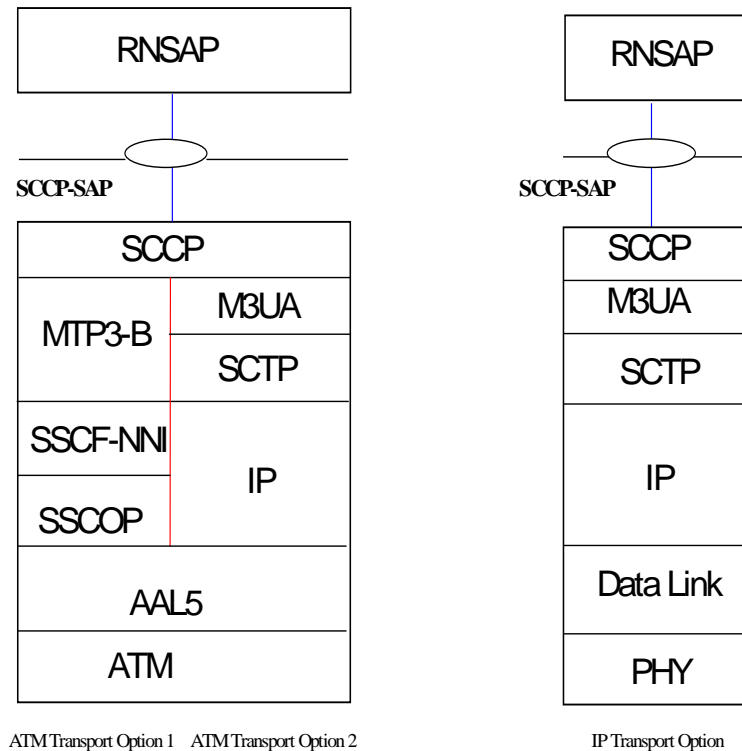 RNSAP
SCCP-SAP
SCCP
MTP3-B
M3UA
SCTP
SSCF-NNI
SSCOP
IP
AAL5
ATM
ATM Transport Option 1
ATM Transport Option 2
RNSAP
SCCP-SAP
SCCP
M3UA
SCTP
IP
Data Link
PHY
IP Transport Option